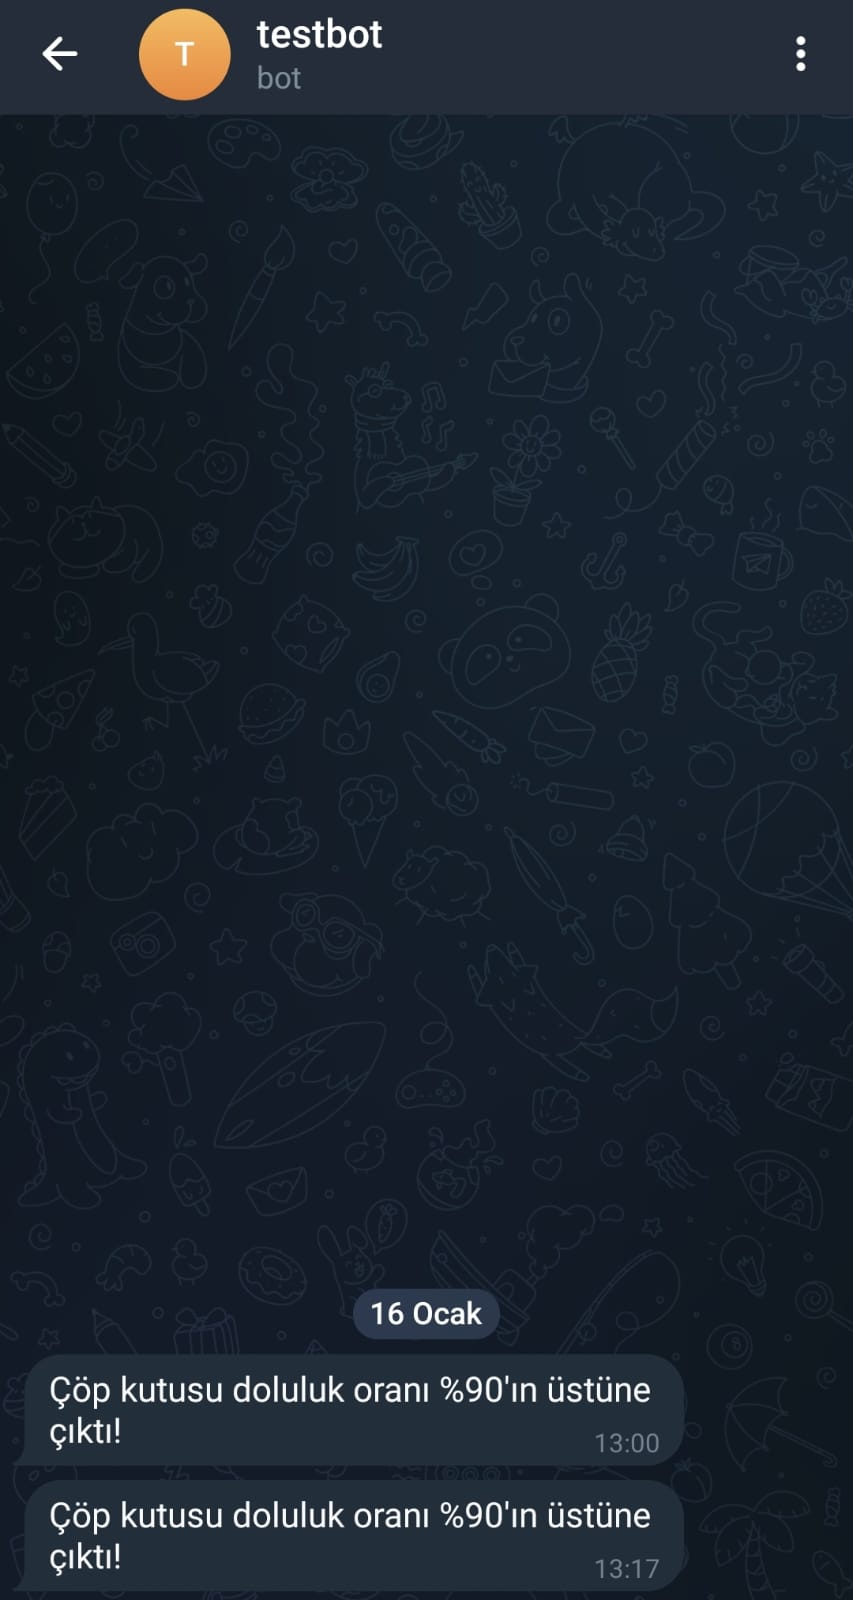 T
testbot
bot
16 Ocak
Çöp kutusu doluluk oranı %90'ın üstüne
çıktı!
13:00
Çöp kutusu doluluk oranı %90'ın üstüne
çıktı!
13:17